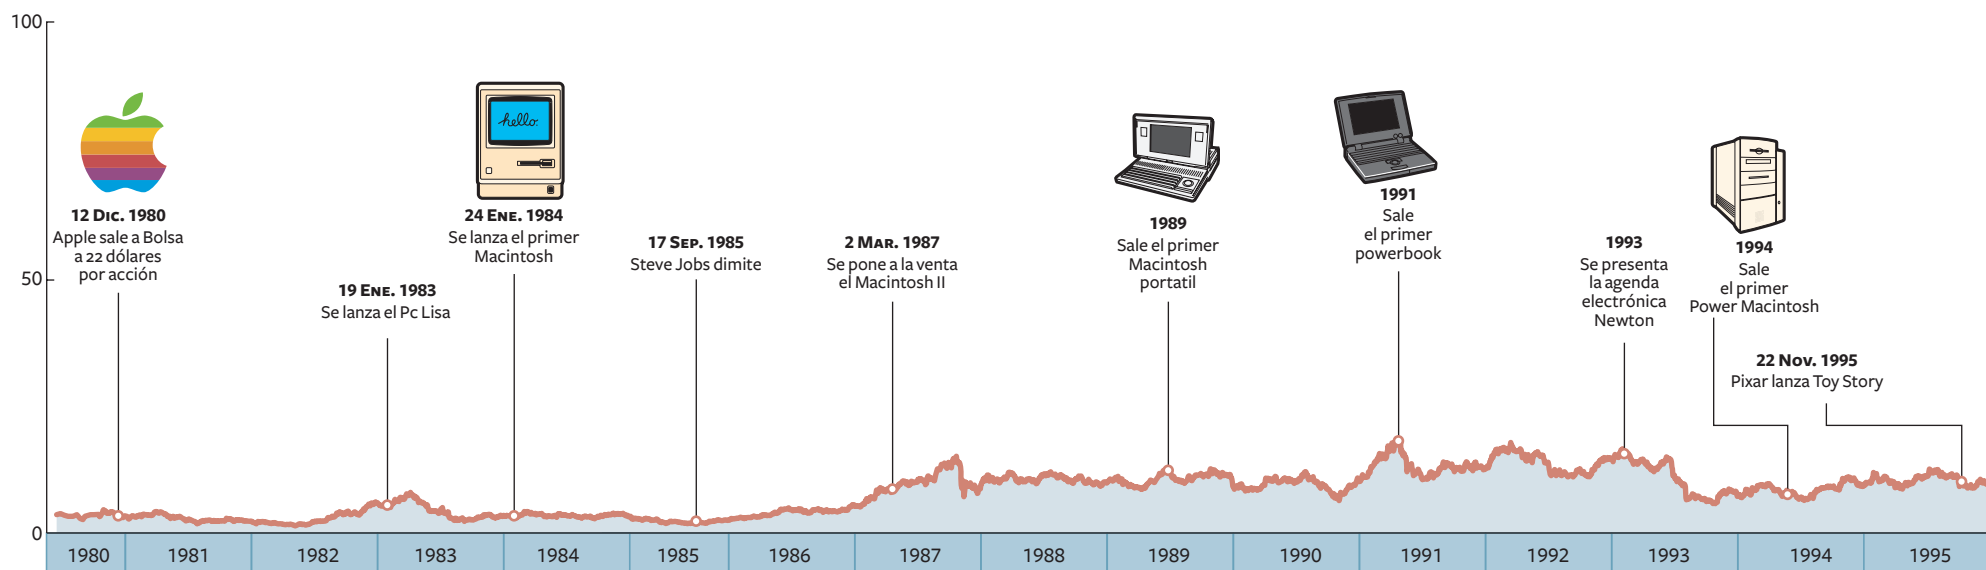 100
50
0
12 Dic. 1980
Apple sale a Bolsa
a 22 dólares
por acción
19 Ene. 1983
Se lanza el Pc Lisa
hello.
24 Ene. 1984
Se lanza el primer
Macintosh
17 Sep. 1985
Steve Jobs dimite
2 Mar. 1987
Se pone a la venta
el Macintosh II
1989
Sale el primer
Macintosh
portatil
1991
Sale
el primer
powerbook
1993
Se presenta
la agenda
electrónica
Newton
1994
Sale
el primer
Power Macintosh
22 Nov. 1995
Pixar lanza Toy Story
1980 1981 1982 1983 1984 1985 1986 1987 1988 1989 1990 1991 1992 1993 1994 1995